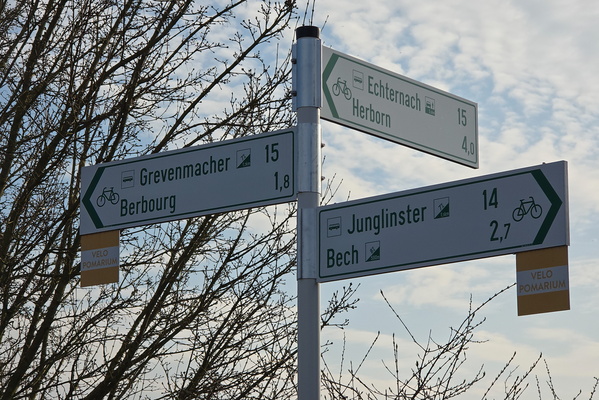 Echternach 15
Herborn 4,0
Grevenmacher 15
Berbourg 1,8
Junglinster 14
Bech 2,7
VELO
POMARIUM
VELO
POMARIUM